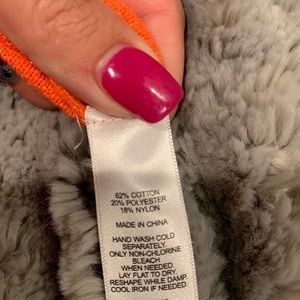 62% COTTON
20% POLYESTER
18% NYLON
MADE IN CHINA
HAND WASH COLD
SEPARATELY.
ONLY NON-CHLORINE
BLEACH
WHEN NEEDED.
LAY FLAT TO DRY.
RESHAPE WHILE DAMP.
COOL IRON IF NEEDED.